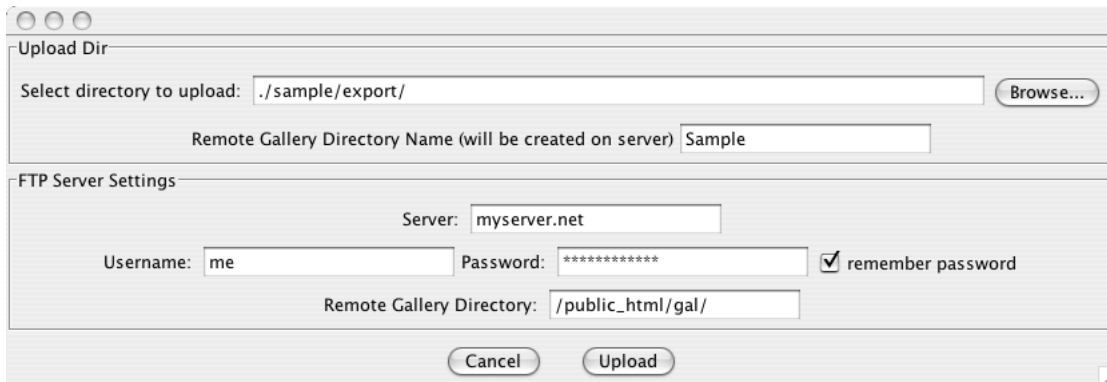 Upload Dir
Select directory to upload: ./sample/export/ Browse...
Remote Gallery Directory Name (will be created on server) Sample
FTP Server Settings
Server: myserver.net
Username: me Password: ************ remember password
Remote Gallery Directory: /public_html/gal/
Cancel Upload